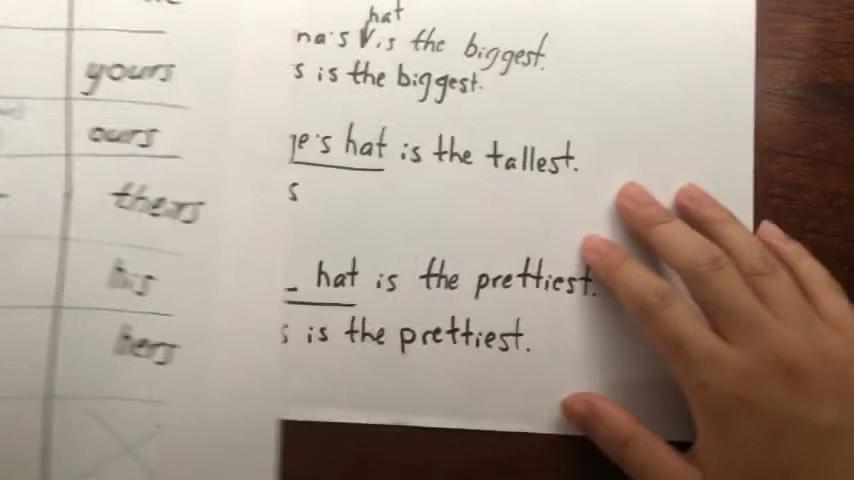 yours
ours
theirs
his
hers
hat
na's is the biggest.
s is the biggest.
ge's hat is the tallest.
s
_ hat is the prettiest.
s is the prettiest.